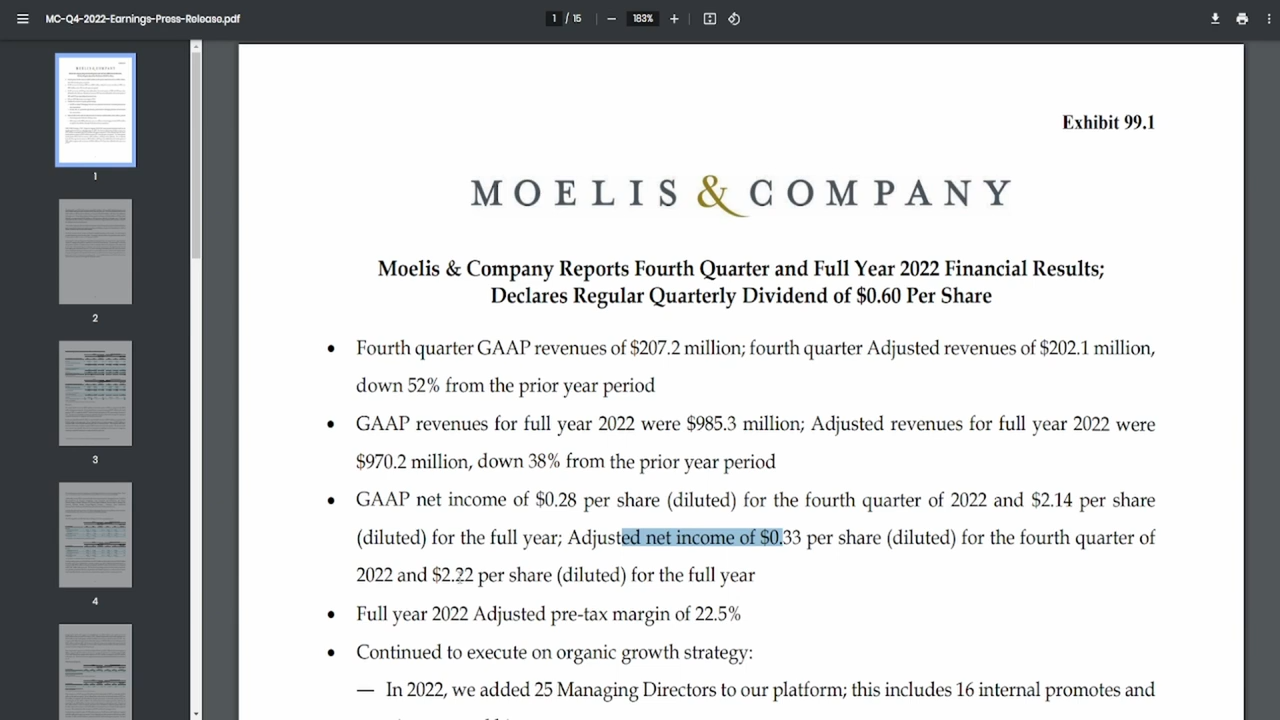 MC-Q4-2022-Earnings-Press-Release.pdf
1 / 15
183%
1
2
3
4
Exhibit 99.1
MOELIS & COMPANY
Moelis & Company Reports Fourth Quarter and Full Year 2022 Financial Results;
Declares Regular Quarterly Dividend of $0.60 Per Share
• Fourth quarter GAAP revenues of $207.2 million; fourth quarter Adjusted revenues of $202.1 million,
down 52% from the prior year period
• GAAP revenues for full year 2022 were $985.3 million; Adjusted revenues for full year 2022 were
$970.2 million, down 38% from the prior year period
• GAAP net income of $0.28 per share (diluted) for the fourth quarter of 2022 and $2.14 per share
(diluted) for the full year; Adjusted net income of $0.33 per share (diluted) for the fourth quarter of
2022 and $2.22 per share (diluted) for the full year
• Full year 2022 Adjusted pre-tax margin of 22.5%
• Continued to execute on organic growth strategy:
— In 2022, we added 25 Managing Directors to our platform; this includes 16 internal promotes and